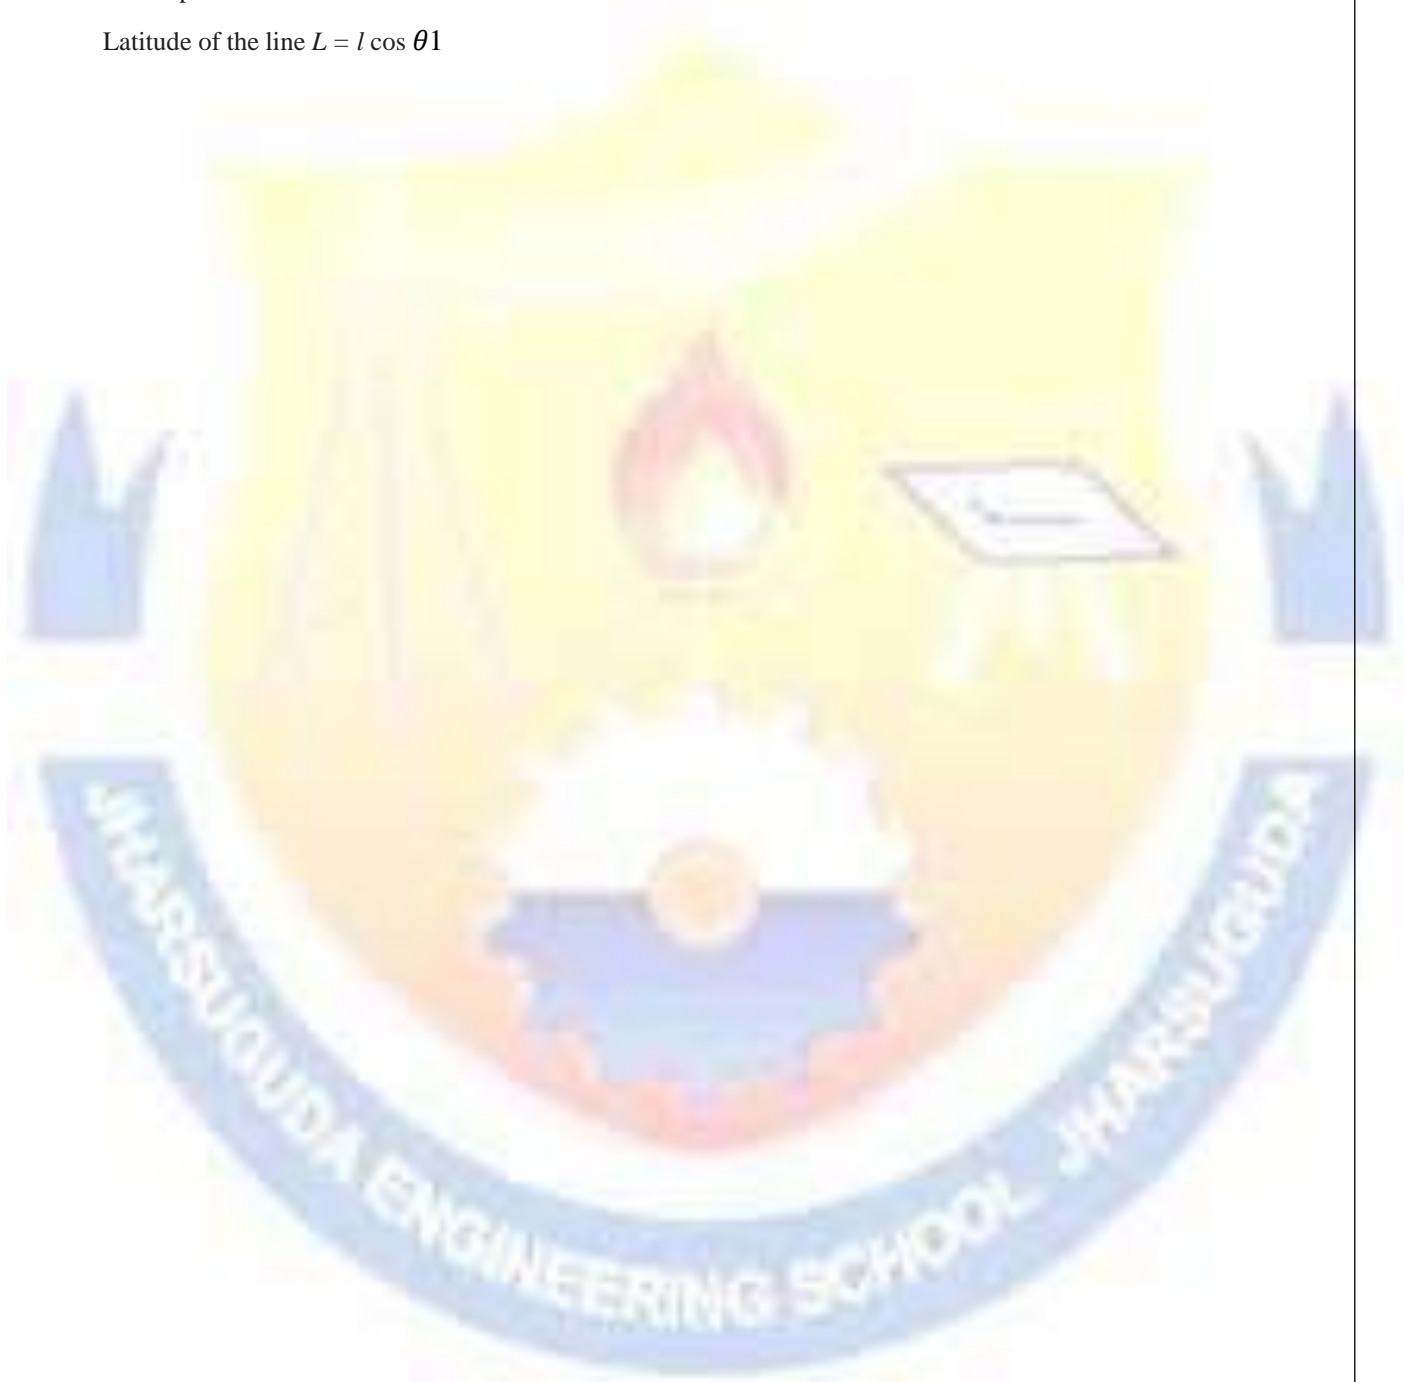 Latitude of the line L = l cos θ1
JHARSUGUDA ENGINEERING SCHOOL JHARSUGUDA